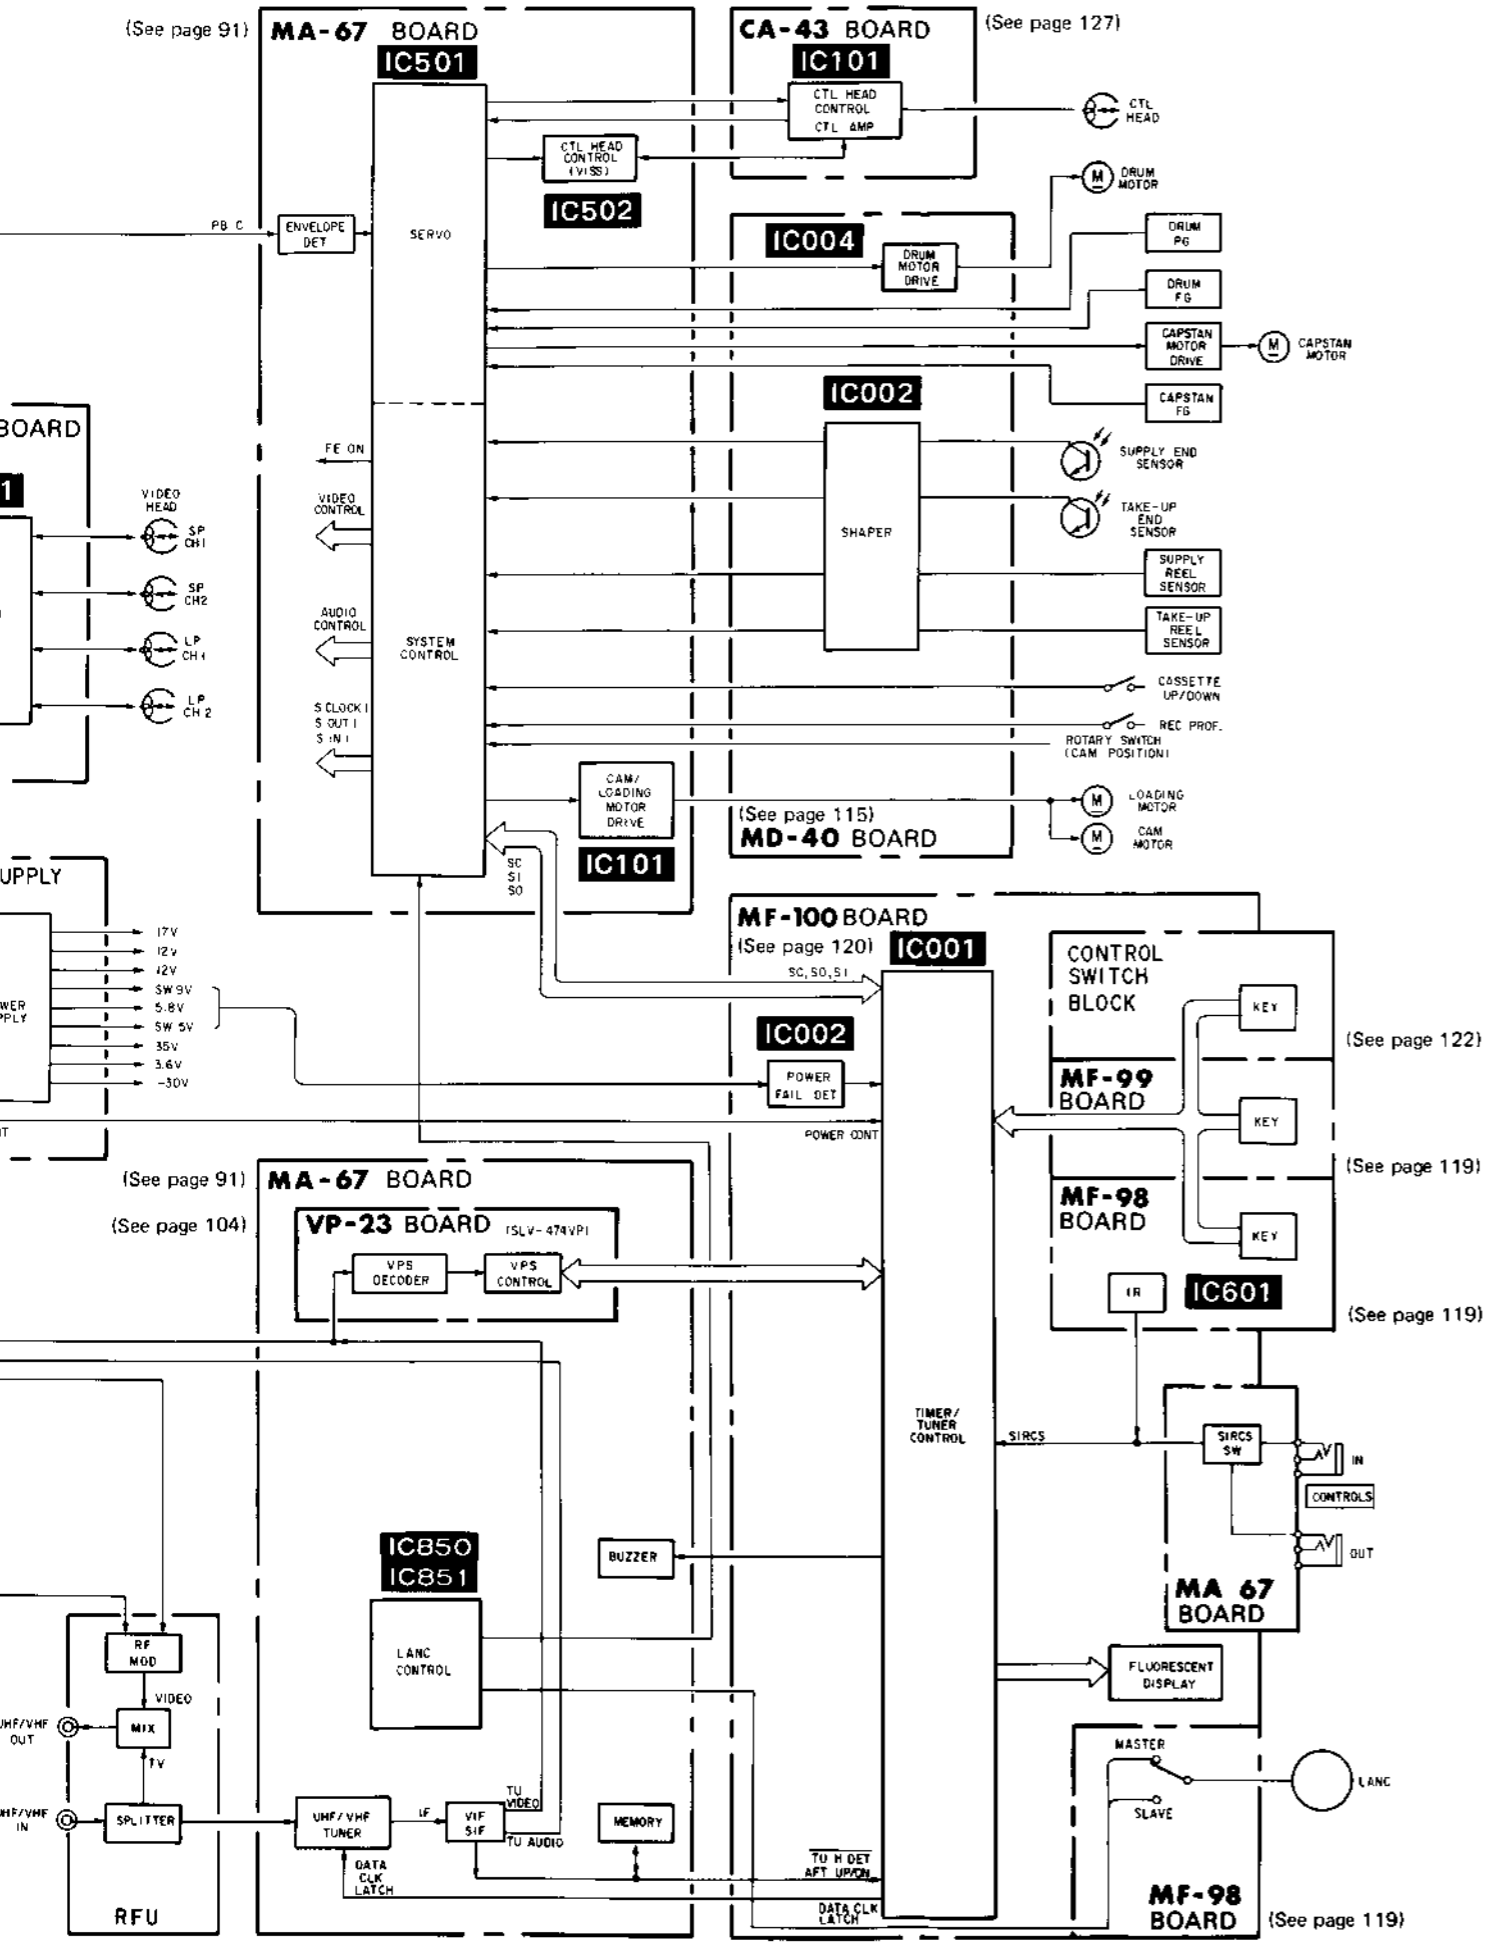 (See page 91)
MA-67 BOARD
IC501
CA-43 BOARD
IC101
(See page 127)
CTL HEAD
CONTROL
CTL AMP
CTL
HEAD
CTL HEAD
CONTROL
(VISS)
IC502
DRUM
MOTOR
PB C
ENVELOPE
DET
SERVO
IC004
DRUM
MOTOR
DRIVE
DRUM
PG
DRUM
FG
CAPSTAN
MOTOR
DRIVE
M
CAPSTAN
MOTOR
IC002
CAPSTAN
FG
BOARD
1
FE ON
VIDEO
CONTROL
AUDIO
CONTROL
SYSTEM
CONTROL
S CLOCK 1
S OUT 1
S IN 1
VIDEO
HEAD
SP
CH1
SP
CH2
LP
CH1
LP
CH2
SHAPER
SUPPLY END
SENSOR
TAKE-UP
END
SENSOR
SUPPLY
REEL
SENSOR
TAKE-UP
REEL
SENSOR
CASSETTE
UP/DOWN
REC PROF.
ROTARY SWITCH
(CAM POSITION)
CAM/
LOADING
MOTOR
DRIVE
IC101
(See page 115)
MD-40 BOARD
M
LOADING
MOTOR
M
CAM
MOTOR
SC
SI
SO
UPPLY
WER
PPLY
17V
12V
12V
SW 9V
5.8V
SW 5V
35V
3.6V
-30V
MF-100 BOARD
(See page 120)
IC001
SC, SO, SI
IC002
POWER
FAIL DET
POWER CONT
CONTROL
SWITCH
BLOCK
KEY
(See page 122)
MF-99
BOARD
KEY
(See page 119)
MF-98
BOARD
KEY
IR
IC601
(See page 119)
(See page 91)
MA-67 BOARD
(See page 104)
VP-23 BOARD (SLV-474VP)
VPS
DECODER
VPS
CONTROL
TIMER/
TUNER
CONTROL
SIRCS
SIRCS
SW
IN
CONTROLS
OUT
MA 67
BOARD
BUZZER
IC850
IC851
LANC
CONTROL
FLUORESCENT
DISPLAY
RF
MOD
VIDEO
MIX
TV
SPLITTER
UHF/VHF
OUT
UHF/VHF
IN
RFU
UHF/VHF
TUNER
IF
VIF
SIF
TU
VIDEO
TU AUDIO
MEMORY
DATA
CLK
LATCH
TU H DET
AFT UP/DN
DATA CLK
LATCH
MASTER
SLAVE
LANC
MF-98
BOARD
(See page 119)